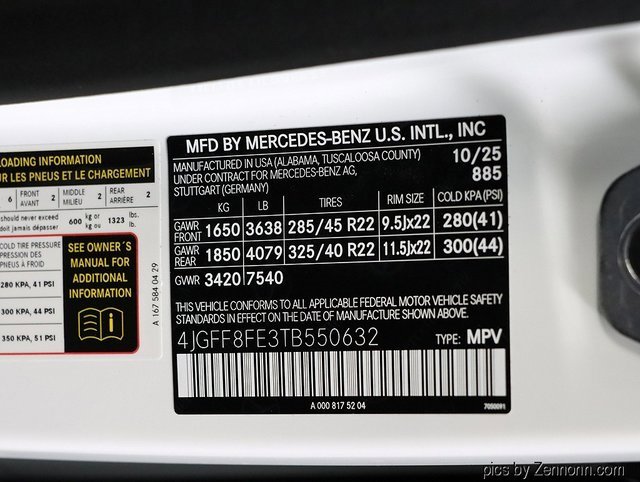 LOADING INFORMATION
UR LES PNEUS ET LE CHARGEMENT
6 FRONT AVANT 2 MIDDLE MILIEU 2 REAR ARRIÈRE 2
should never exceed
doit jamais dépasser
600 kg or kg ou 1323 lbs. lb.
COLD TIRE PRESSURE
PRESSION DES
PNEUS À FROID
280 KPA, 41 PSI
300 KPA, 44 PSI
350 KPA, 51 PSI
SEE OWNER´S
MANUAL FOR
ADDITIONAL
INFORMATION
A 167 584 04 29
MFD BY MERCEDES-BENZ U.S. INTL., INC
MANUFACTURED IN USA (ALABAMA, TUSCALOOSA COUNTY) 10/25
UNDER CONTRACT FOR MERCEDES-BENZ AG, 885
STUTTGART (GERMANY)
KG LB TIRES RIM SIZE COLD KPA (PSI)
GAWR FRONT 1650 3638 285/45 R22 9.5Jx22 280(41)
GAWR REAR 1850 4079 325/40 R22 11.5Jx22 300(44)
GVWR 3420 7540
THIS VEHICLE CONFORMS TO ALL APPLICABLE FEDERAL MOTOR VEHICLE SAFETY
STANDARDS IN EFFECT ON THE DATE OF MANUFACTURE SHOWN ABOVE.
4JGFF8FE3TB550632 TYPE: MPV
A 000 817 52 04 7050091
pics by Zennonn.com